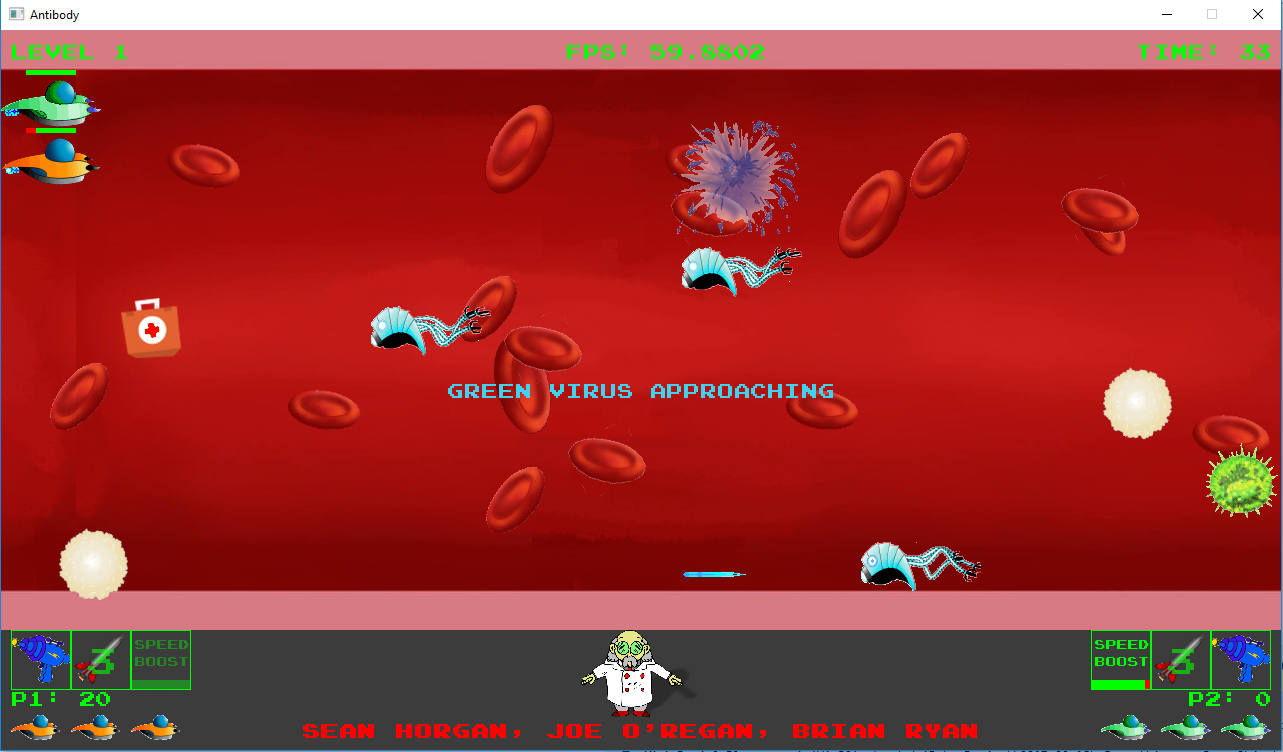 Antibody
LEVEL 1 FPS: 59.8802 TIME: 33
GREEN VIRUS APPROACHING
3 SPEED BOOST
SPEED BOOST 3
P1: 20 P2: 0
SEAN HORGAN, JOE O'REGAN, BRIAN RYAN